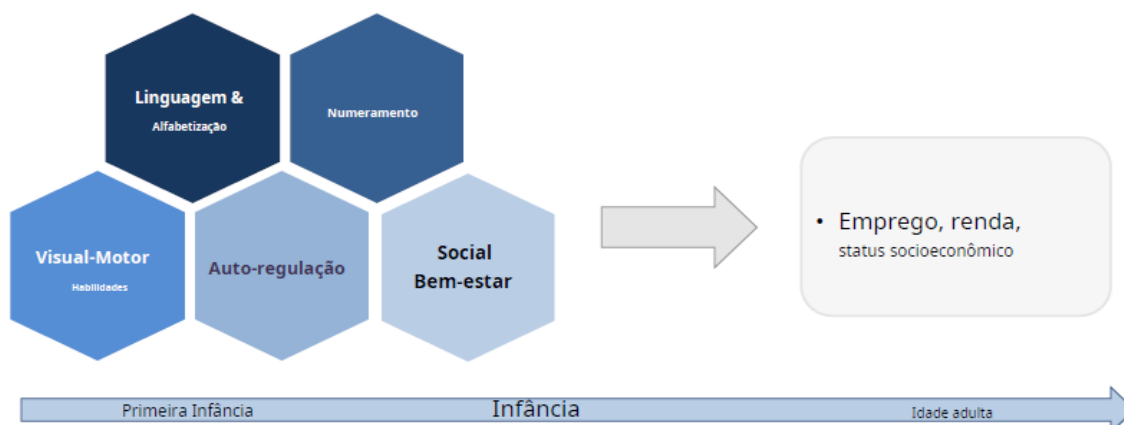 Linguagem &
Alfabetização
Numeramento
Visual-Motor
Habilidades
Auto-regulação
Social
Bem-estar
• Emprego, renda,
status socioeconômico
Primeira Infância
Infância
Idade adulta